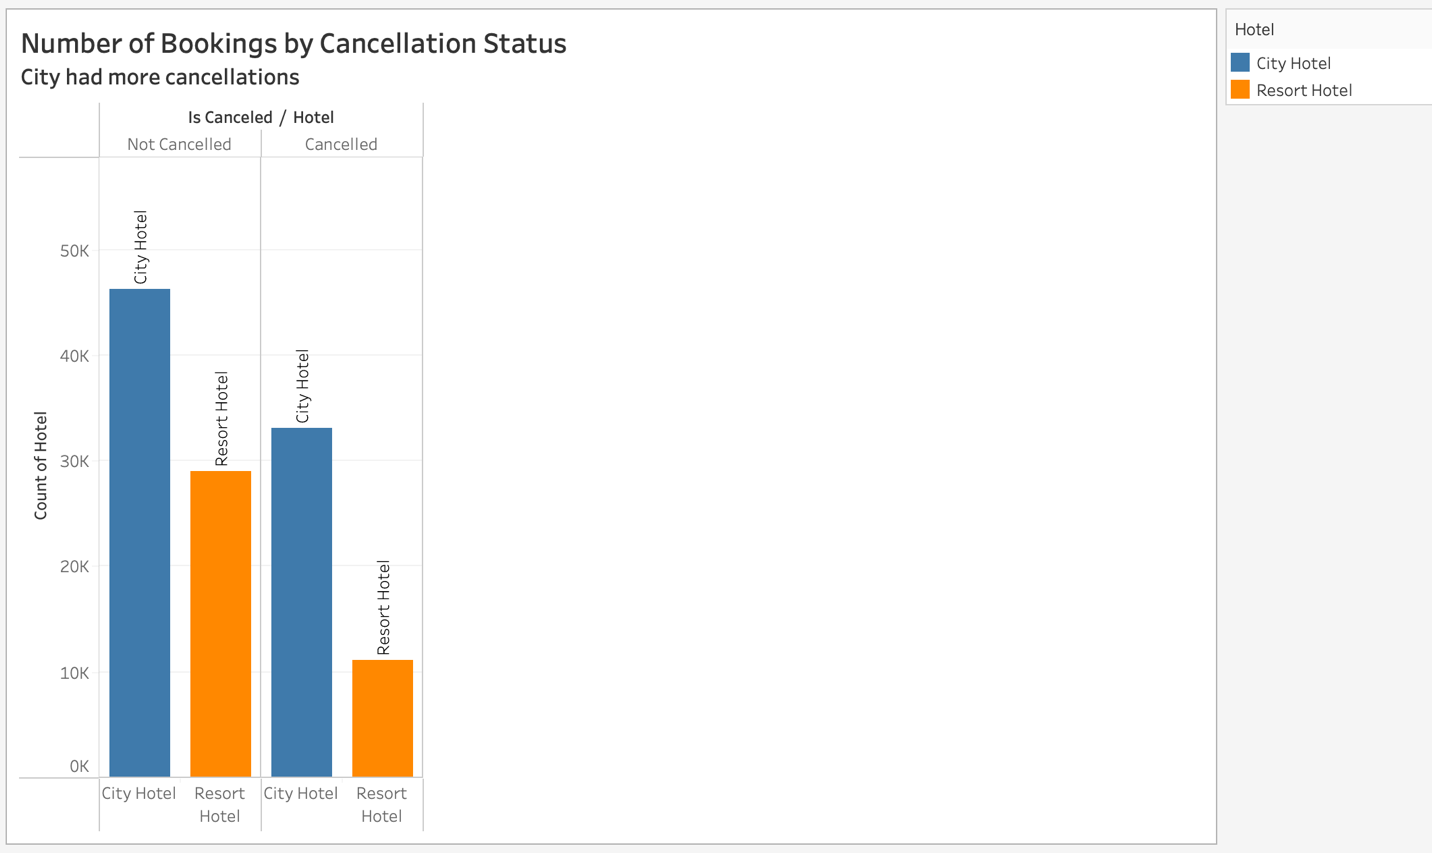 Number of Bookings by Cancellation Status
City had more cancellations
Is Canceled / Hotel
Not Cancelled
Cancelled
Count of Hotel
50K
40K
30K
20K
10K
0K
City Hotel
Resort Hotel
City Hotel
Resort Hotel
City Hotel
Resort
Hotel
City Hotel
Resort
Hotel
Hotel
City Hotel
Resort Hotel